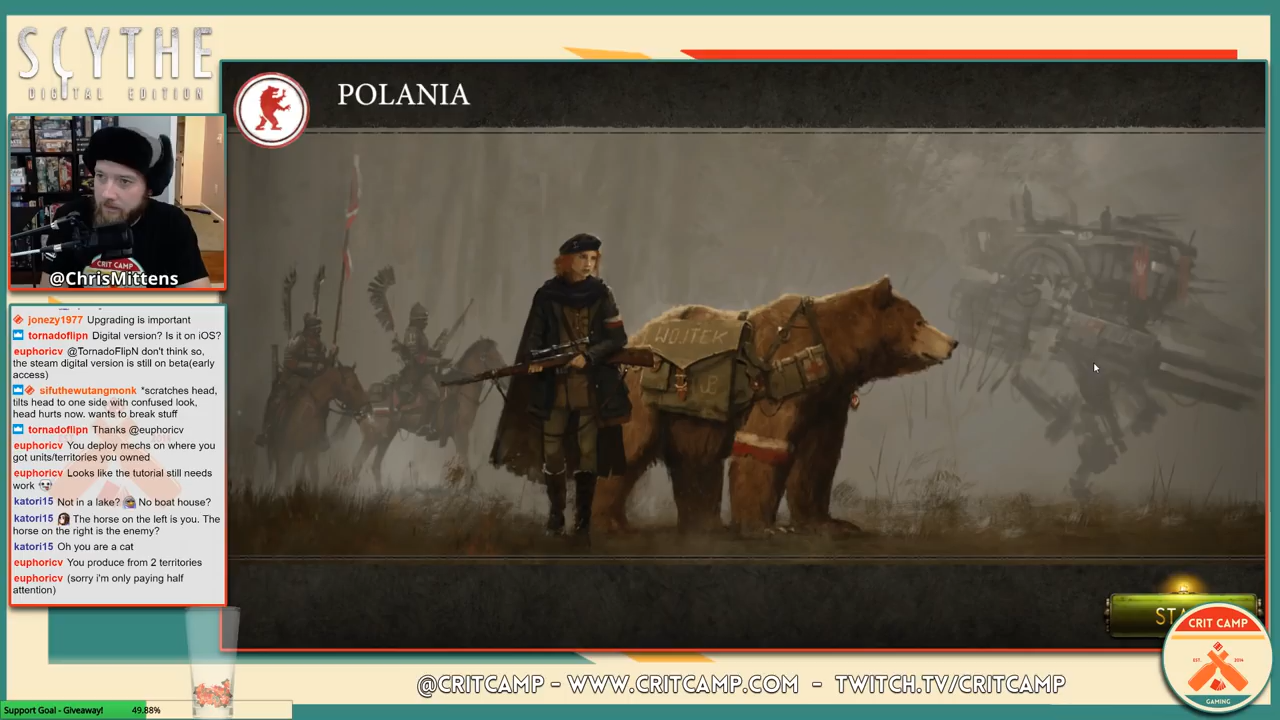 SCYTHE
DIGITAL EDITION
POLANIA
WOJTEK
CRIT CAMP
@ChrisMittens
jonezy1977 Upgrading is important
tornadoflipn Digital version? Is it on iOS?
euphoricv @TornadoFlipN don't think so,
the steam digital version is still on beta(early
access)
sifuthewutangmonk *scratches head,
tilts head to one side with confused look,
head hurts now. wants to break stuff
tornadoflipn Thanks @euphoricv
euphoricv You deploy mechs on where you
got units/territories you owned
euphoricv Looks like the tutorial still needs
work
katori15 Not in a lake? No boat house?
katori15 The horse on the left is you. The
horse on the right is the enemy?
katori15 Oh you are a cat
euphoricv You produce from 2 territories
euphoricv (sorry i'm only paying half
attention)
STA
CRIT CAMP
EST. 2014
GAMING
@CRITCAMP - WWW.CRITCAMP.COM - TWITCH.TV/CRITCAMP
Support Goal - Giveaway! 49.88%